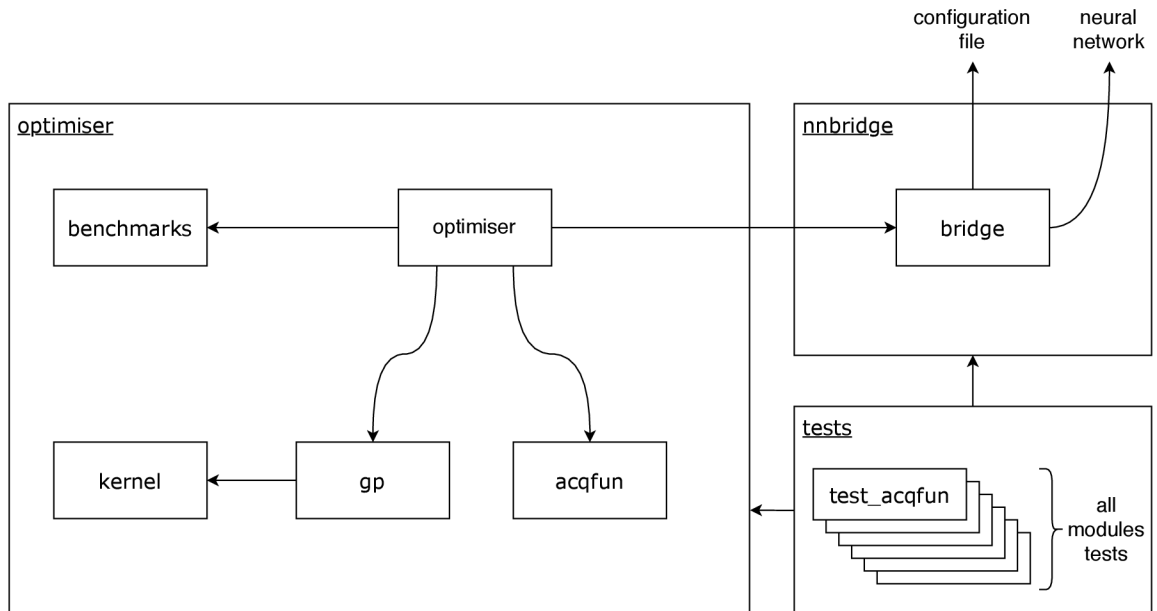 configuration
file
neural
network
optimiser
nnbridge
benchmarks
optimiser
bridge
tests
kernel
gp
acqfun
test_acqfun
all
modules
tests